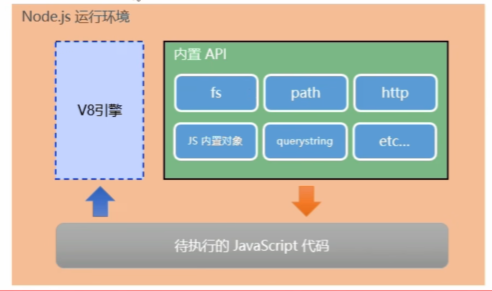 Node.js 运行环境
V8引擎
内置 API
fs
path
http
JS 内置对象
querystring
etc...
待执行的 JavaScript 代码